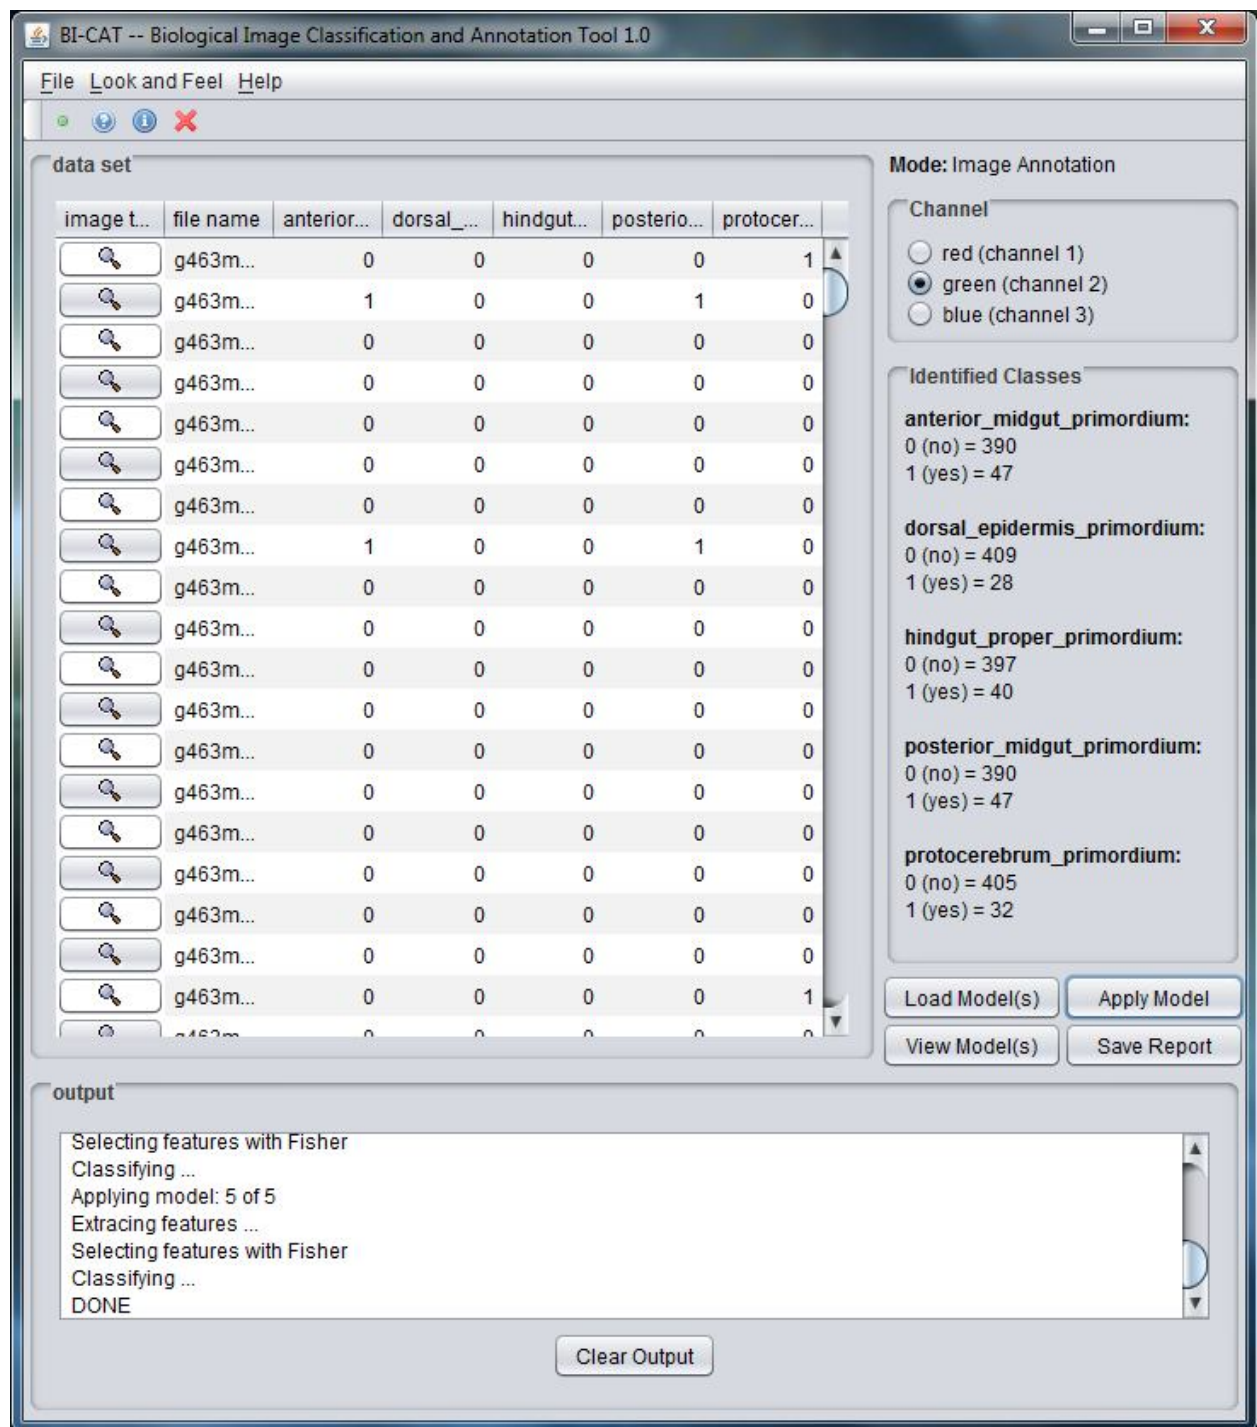 BI-CAT -- Biological Image Classification and Annotation Tool 1.0
File Look and Feel Help
data set
image t... file name anterior... dorsal_... hindgut... posterio... protocer...
g463m... 0 0 0 0 1
g463m... 1 0 0 1 0
g463m... 0 0 0 0 0
g463m... 0 0 0 0 0
g463m... 0 0 0 0 0
g463m... 0 0 0 0 0
g463m... 0 0 0 0 0
g463m... 1 0 0 1 0
g463m... 0 0 0 0 0
g463m... 0 0 0 0 0
g463m... 0 0 0 0 0
g463m... 0 0 0 0 0
g463m... 0 0 0 0 0
g463m... 0 0 0 0 0
g463m... 0 0 0 0 0
g463m... 0 0 0 0 0
g463m... 0 0 0 0 0
g463m... 0 0 0 0 0
g463m... 0 0 0 0 1
Mode: Image Annotation
Channel
red (channel 1)
green (channel 2)
blue (channel 3)
Identified Classes
anterior_midgut_primordium:
0 (no) = 390
1 (yes) = 47
dorsal_epidermis_primordium:
0 (no) = 409
1 (yes) = 28
hindgut_proper_primordium:
0 (no) = 397
1 (yes) = 40
posterior_midgut_primordium:
0 (no) = 390
1 (yes) = 47
protocerebrum_primordium:
0 (no) = 405
1 (yes) = 32
Load Model(s) Apply Model
View Model(s) Save Report
output
Selecting features with Fisher
Classifying ...
Applying model: 5 of 5
Extracing features ...
Selecting features with Fisher
Classifying ...
DONE
Clear Output